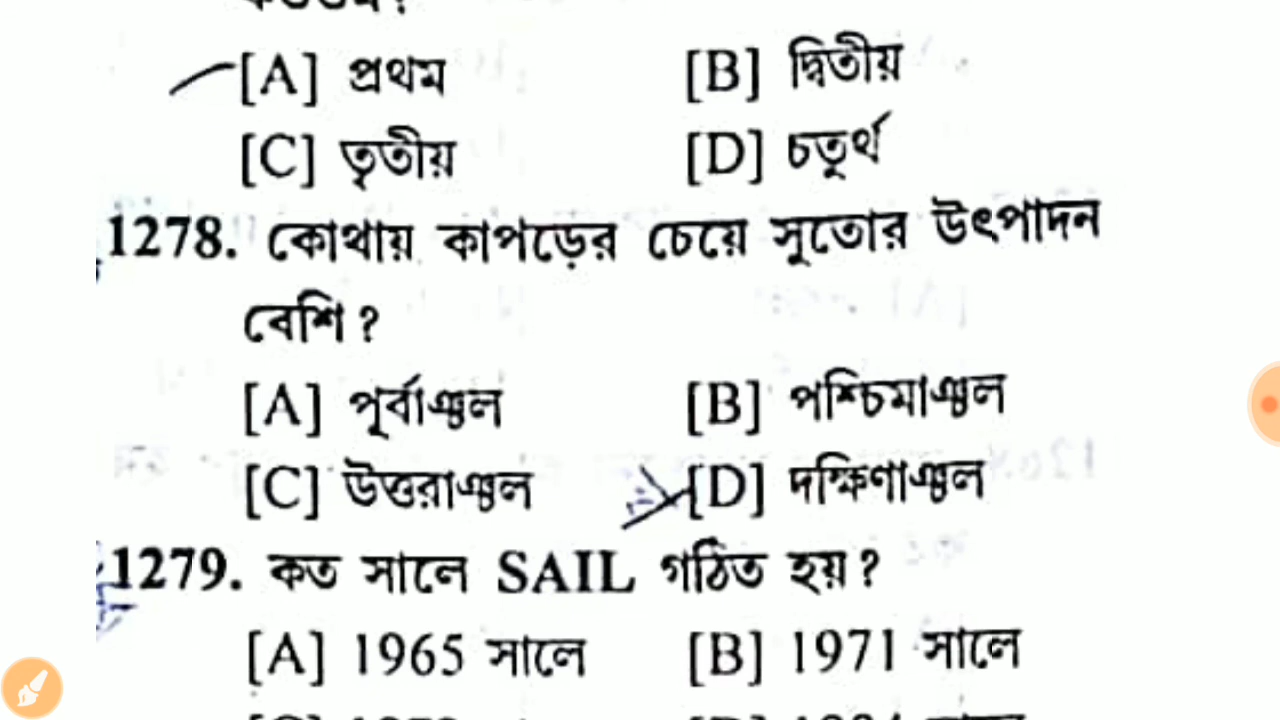 [A] প্রথম [B] দ্বিতীয়
[C] তৃতীয় [D] চতুর্থ
1278. কোথায় কাপড়ের চেয়ে সুতোর উৎপাদন
বেশি ?
[A] পূর্বাঞ্চল [B] পশ্চিমাঞ্চল
[C] উত্তরাঞ্চল [D] দক্ষিণাঞ্চল
1279. কত সালে SAIL গঠিত হয় ?
[A] 1965 সালে [B] 1971 সালে